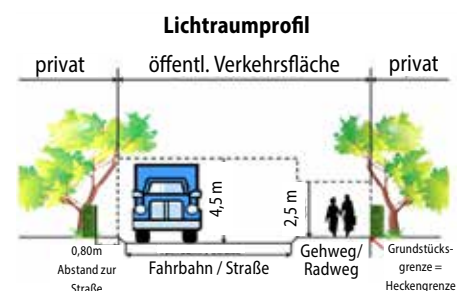 Lichtraumprofil
privat
öffentl. Verkehrsfläche
privat
4,5 m
2,5 m
0,80m
Abstand zur
Straße
Fahrbahn / Straße
Gehweg/
Radweg
Grundstücks-
grenze =
Heckengrenze